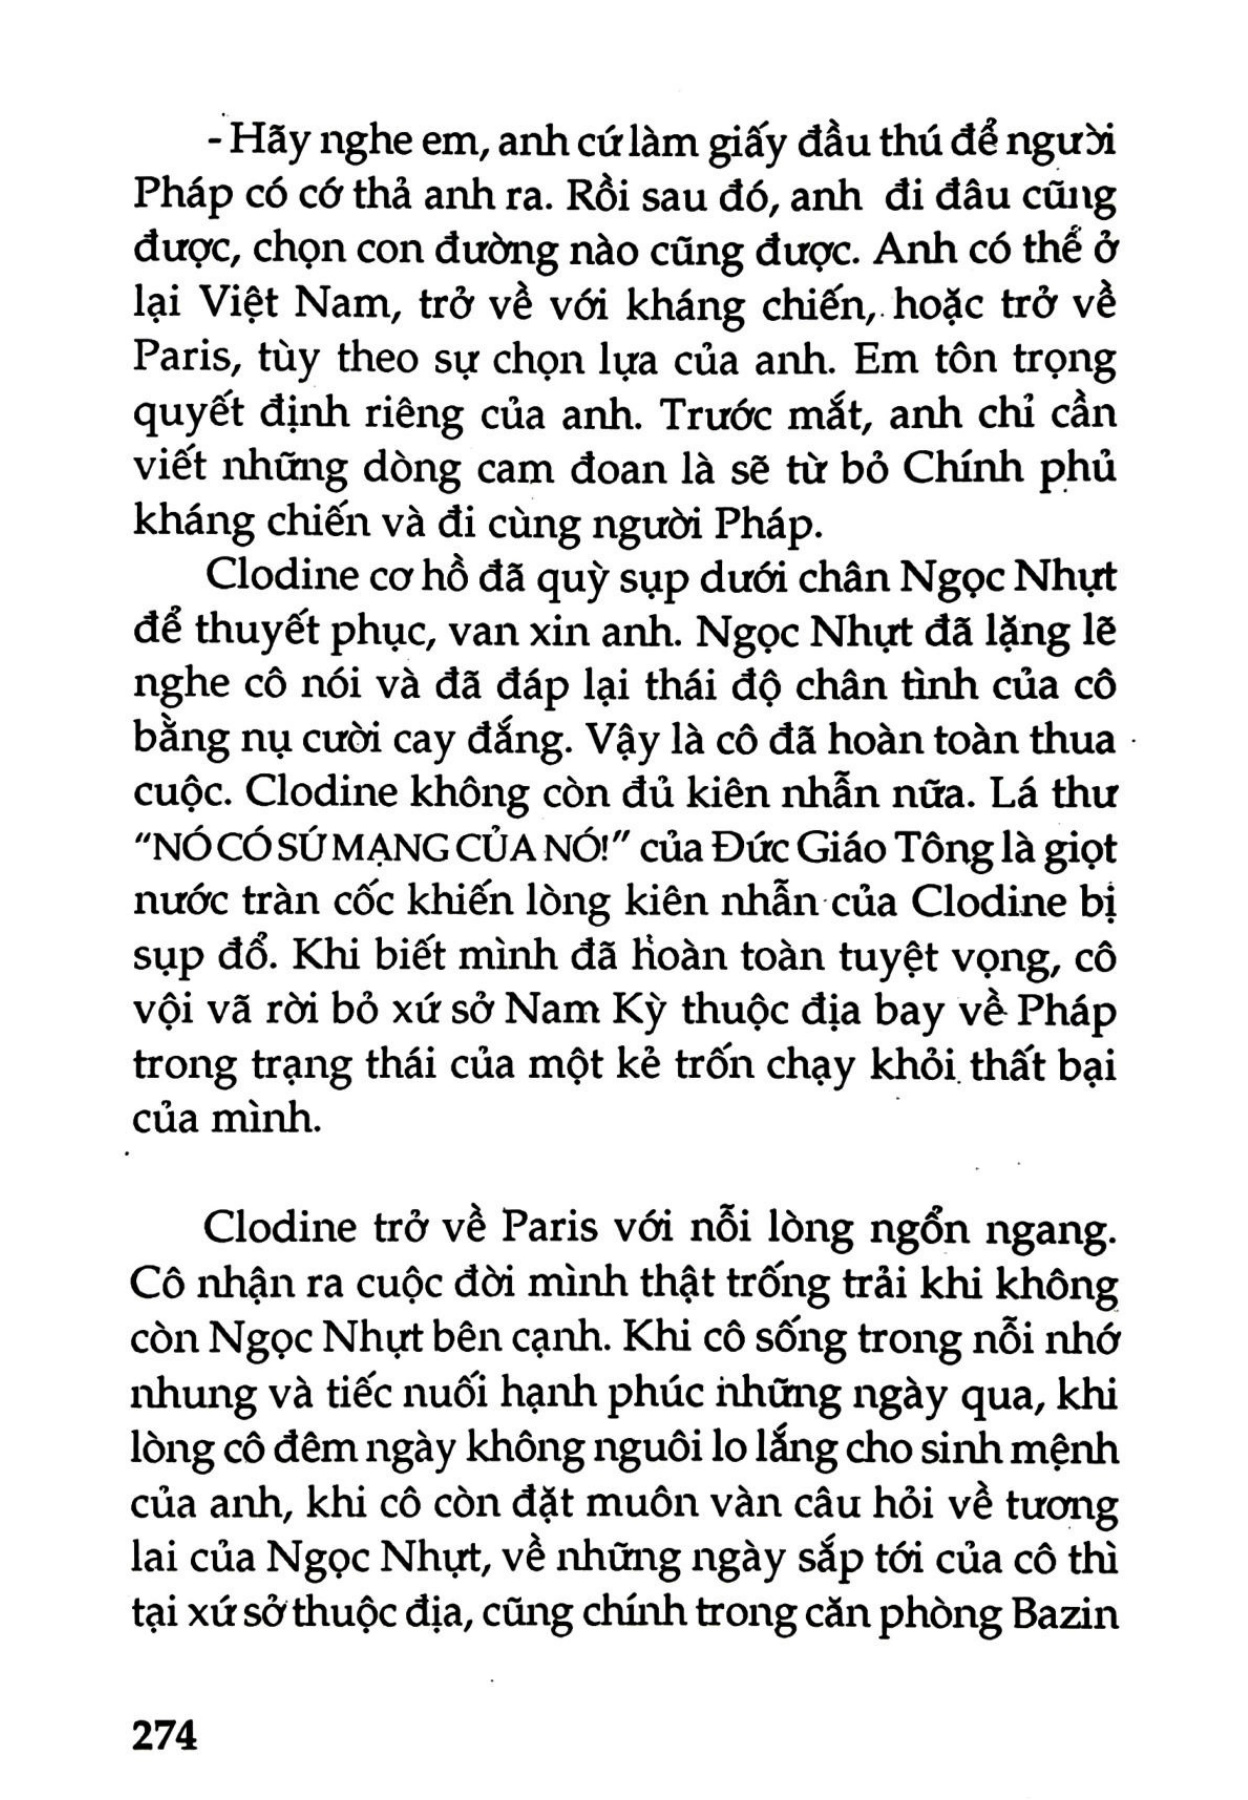 - Hãy nghe em, anh cứ làm giấy đầu thú để người
Pháp có cớ thả anh ra. Rồi sau đó, anh đi đâu cũng
được, chọn con đường nào cũng được. Anh có thể ở
lại Việt Nam, trở về với kháng chiến, hoặc trở về
Paris, tùy theo sự chọn lựa của anh. Em tôn trọng
quyết định riêng của anh. Trước mắt, anh chỉ cần
viết những dòng cam đoan là sẽ từ bỏ Chính phủ
kháng chiến và đi cùng người Pháp.
Clodine cơ hồ đã quỳ sụp dưới chân Ngọc Nhựt
để thuyết phục, van xin anh. Ngọc Nhựt đã lặng lẽ
nghe cô nói và đã đáp lại thái độ chân tình của cô
bằng nụ cười cay đắng. Vậy là cô đã hoàn toàn thua
cuộc. Clodine không còn đủ kiên nhẫn nữa. Lá thư
"NÓ CÓ SỨ MẠNG CỦA NÓ!" của Đức Giáo Tông là giọt
nước tràn cốc khiến lòng kiên nhẫn của Clodine bị
sụp đổ. Khi biết mình đã hoàn toàn tuyệt vọng, cô
vội vã rời bỏ xứ sở Nam Kỳ thuộc địa bay về Pháp
trong trạng thái của một kẻ trốn chạy khỏi thất bại
của mình.
Clodine trở về Paris với nỗi lòng ngổn ngang.
Cô nhận ra cuộc đời mình thật trống trải khi không
còn Ngọc Nhựt bên cạnh. Khi cô sống trong nỗi nhớ
nhung và tiếc nuối hạnh phúc những ngày qua, khi
lòng cô đêm ngày không nguôi lo lắng cho sinh mệnh
của anh, khi cô còn đặt muôn vàn câu hỏi về tương
lai của Ngọc Nhựt, về những ngày sắp tới của cô thì
tại xứ sở thuộc địa, cũng chính trong căn phòng Bazin
274